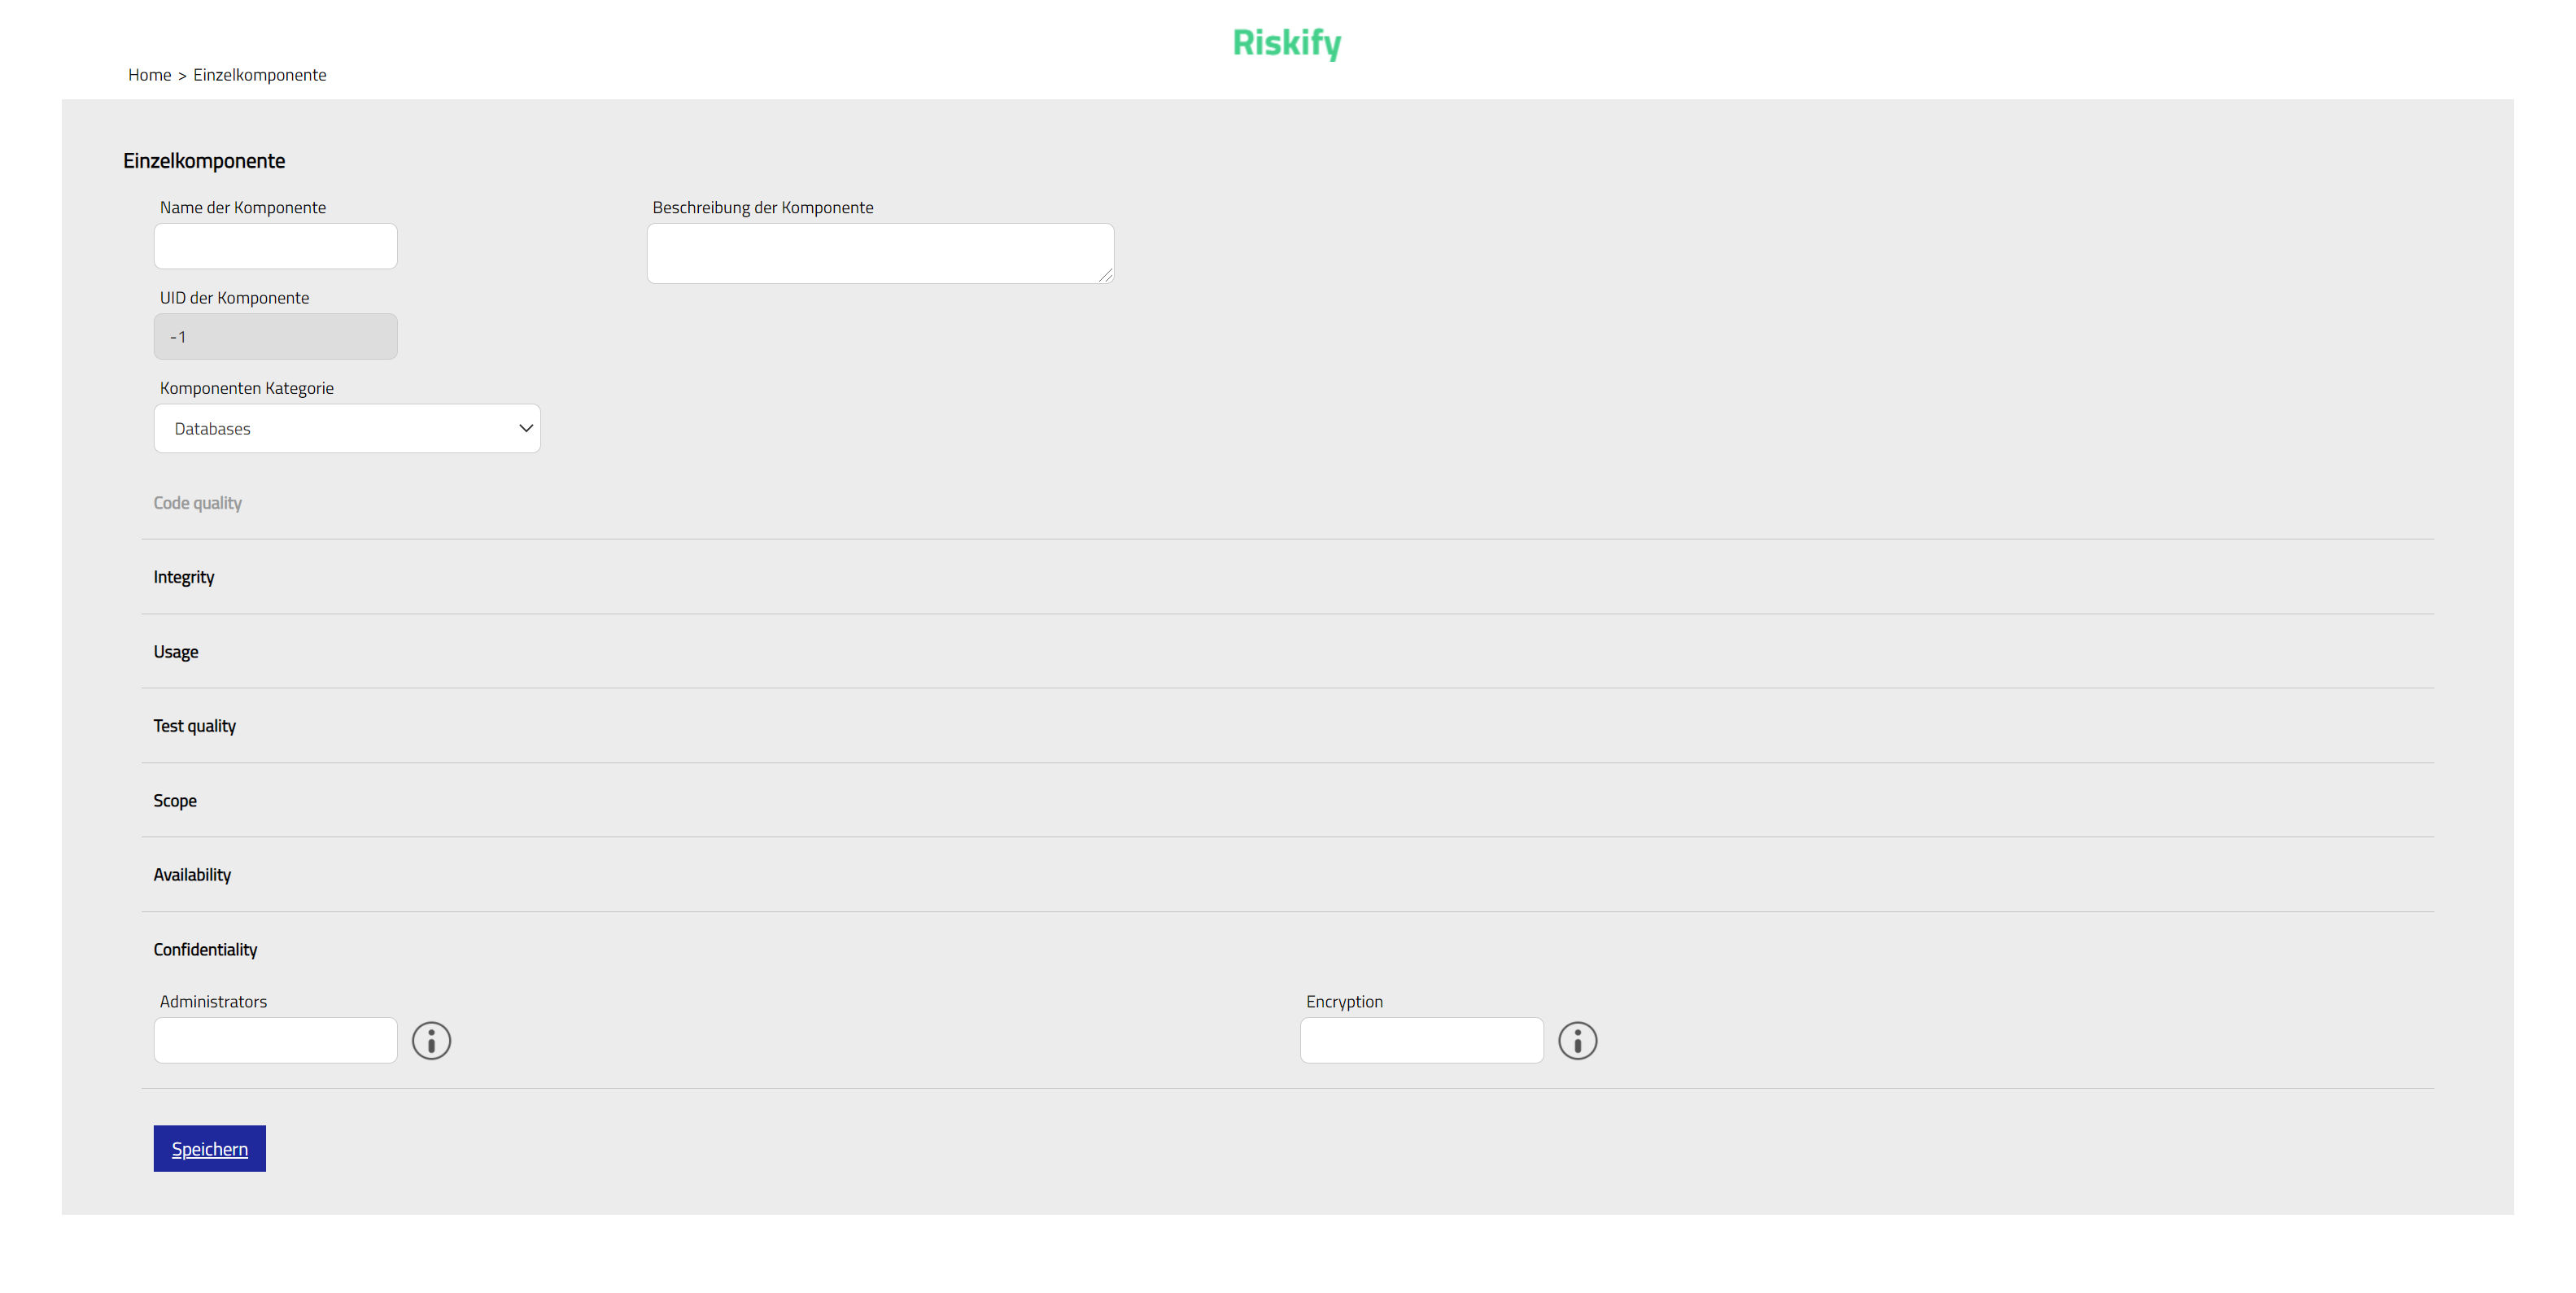 Riskify
Home > Einzelkomponente
Einzelkomponente
Name der Komponente
Beschreibung der Komponente
UID der Komponente
-1
Komponenten Kategorie
Databases
Code quality
Integrity
Usage
Test quality
Scope
Availability
Confidentiality
Administrators
Encryption
Speichern